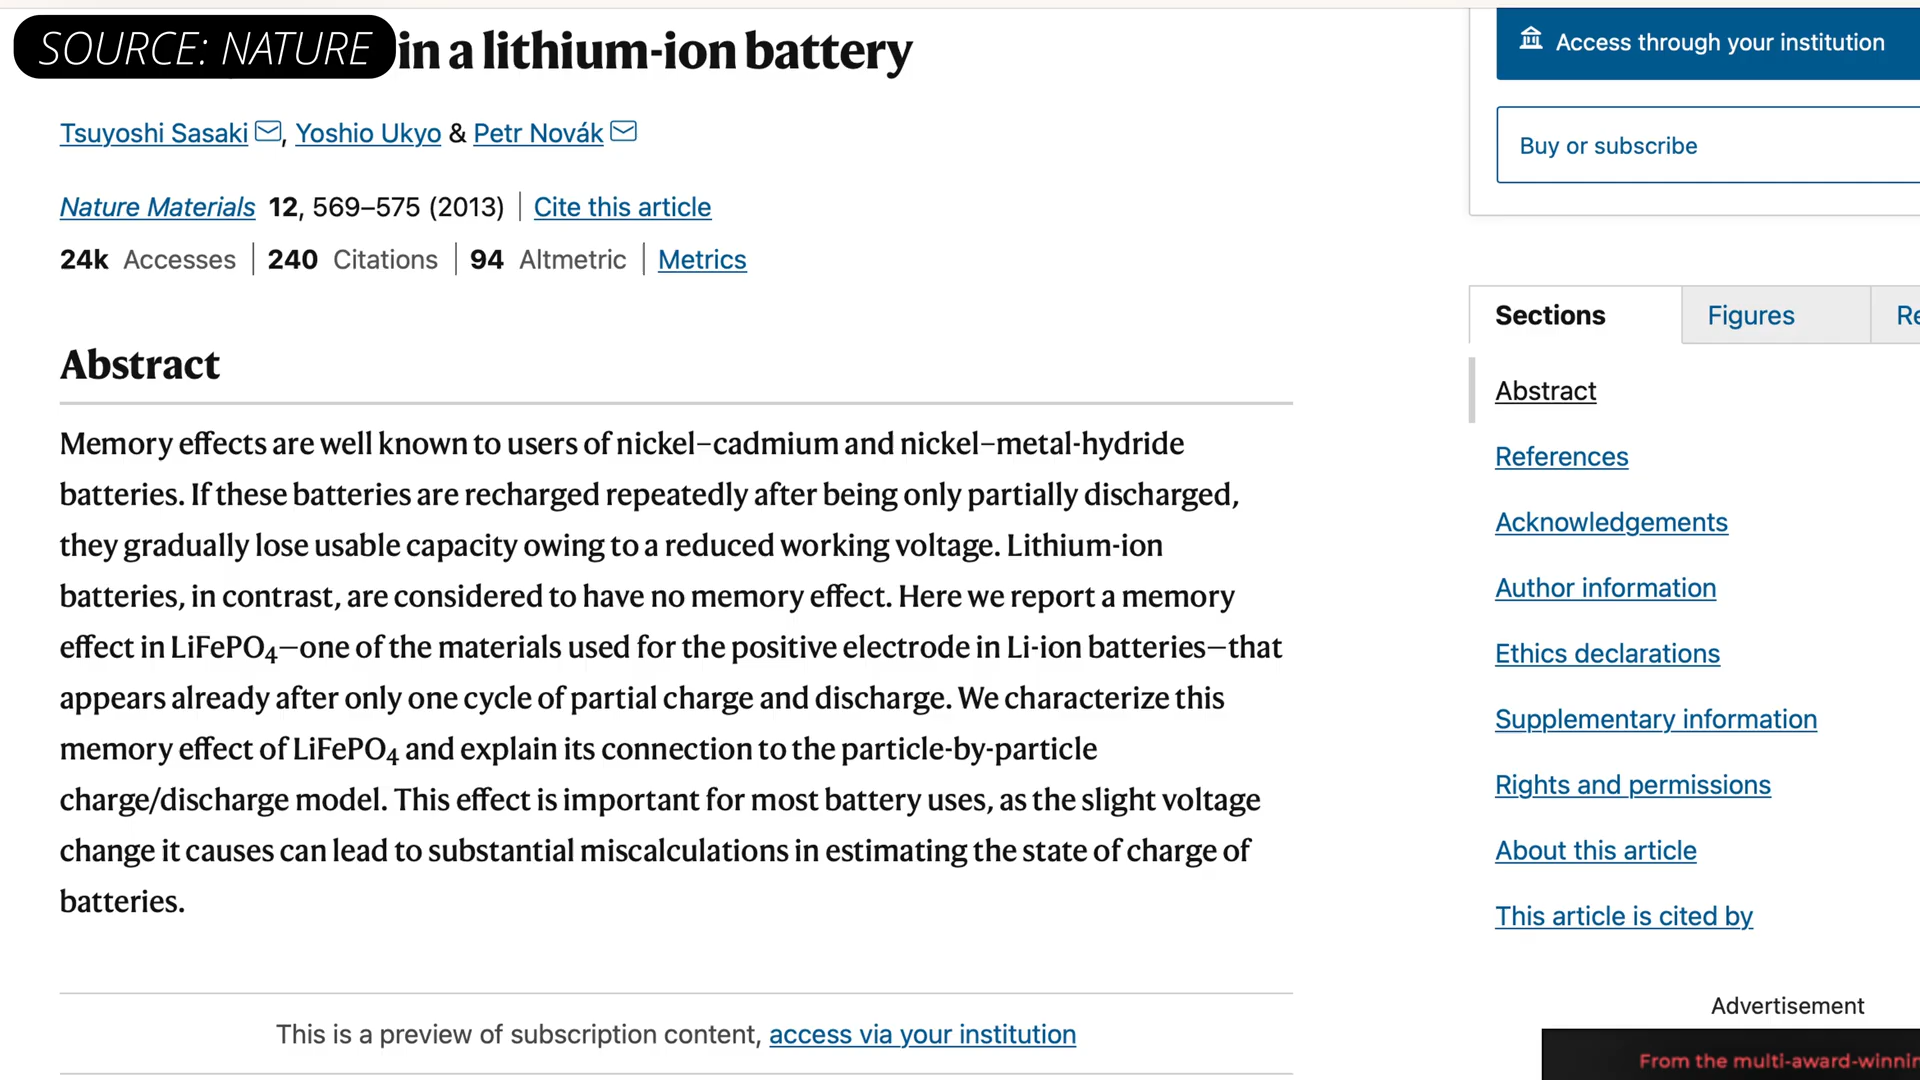 SOURCE: NATURE in a lithium-ion battery
Tsuyoshi Sasaki, Yoshio Ukyo & Petr Novák
Nature Materials 12, 569–575 (2013) | Cite this article
24k Accesses | 240 Citations | 94 Altmetric | Metrics
Abstract
Memory effects are well known to users of nickel–cadmium and nickel–metal-hydride
batteries. If these batteries are recharged repeatedly after being only partially discharged,
they gradually lose usable capacity owing to a reduced working voltage. Lithium-ion
batteries, in contrast, are considered to have no memory effect. Here we report a memory
effect in LiFePO4—one of the materials used for the positive electrode in Li-ion batteries—that
appears already after only one cycle of partial charge and discharge. We characterize this
memory effect of LiFePO4 and explain its connection to the particle-by-particle
charge/discharge model. This effect is important for most battery uses, as the slight voltage
change it causes can lead to substantial miscalculations in estimating the state of charge of
batteries.
This is a preview of subscription content, access via your institution
Access through your institution
Buy or subscribe
Sections Figures Re
Abstract
References
Acknowledgements
Author information
Ethics declarations
Supplementary information
Rights and permissions
About this article
This article is cited by
Advertisement
From the multi-award-winnin